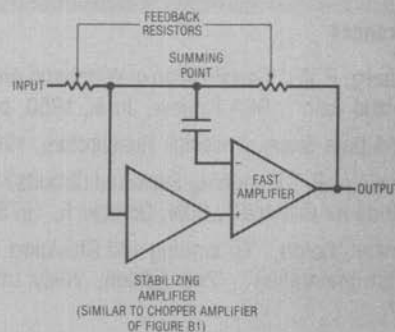 FEEDBACK
RESISTORS
SUMMING
POINT
INPUT
−
FAST
AMPLIFIER
OUTPUT
+
STABILIZING
AMPLIFIER
(SIMILAR TO CHOPPER AMPLIFIER
OF FIGURE B1)